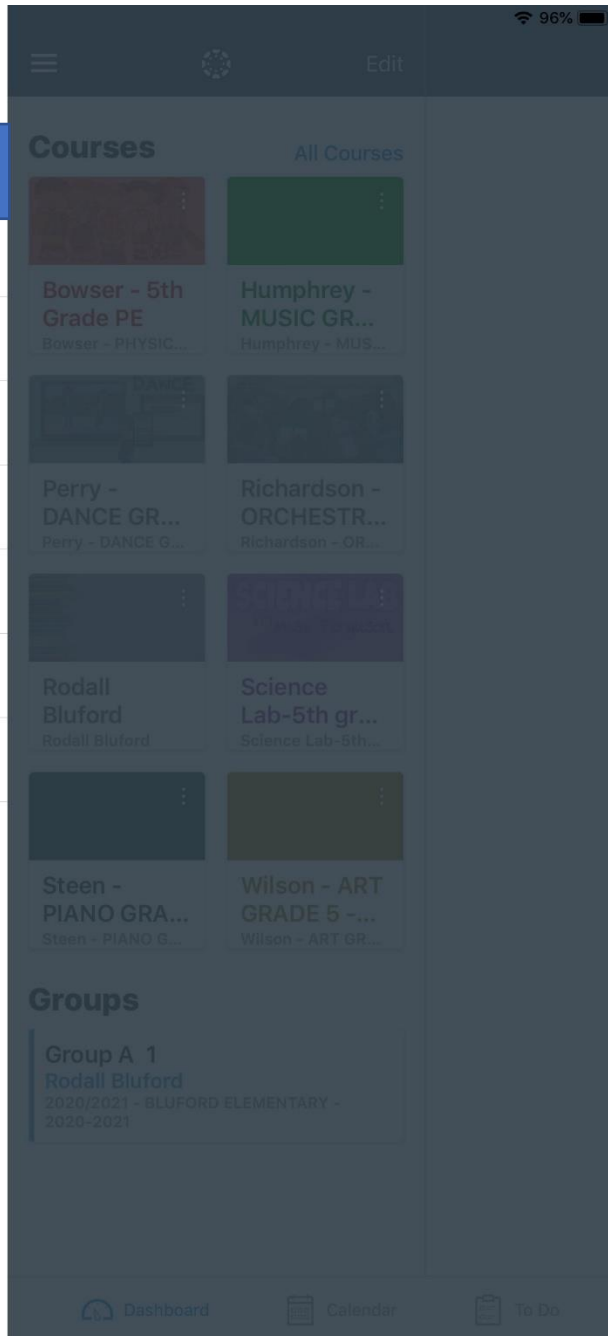 96%
Edit
Courses
All Courses
Bowser - 5th
Grade PE
Bowser - PHYSIC...
Humphrey -
MUSIC GR...
Humphrey - MUS...
DANCE
Perry -
DANCE GR...
Perry - DANCE G...
Richardson -
ORCHESTR...
Richardson - OR...
Rodall
Bluford
Rodall Bluford
SCIENCE LAB
Science
Lab-5th gr...
Science Lab-5th...
Steen -
PIANO GRA...
Steen - PIANO G...
Wilson - ART
GRADE 5 -...
Wilson - ART GR...
Groups
Group A 1
Rodall Bluford
2020/2021 - BLUFORD ELEMENTARY -
2020-2021
Dashboard
Calendar
To Do